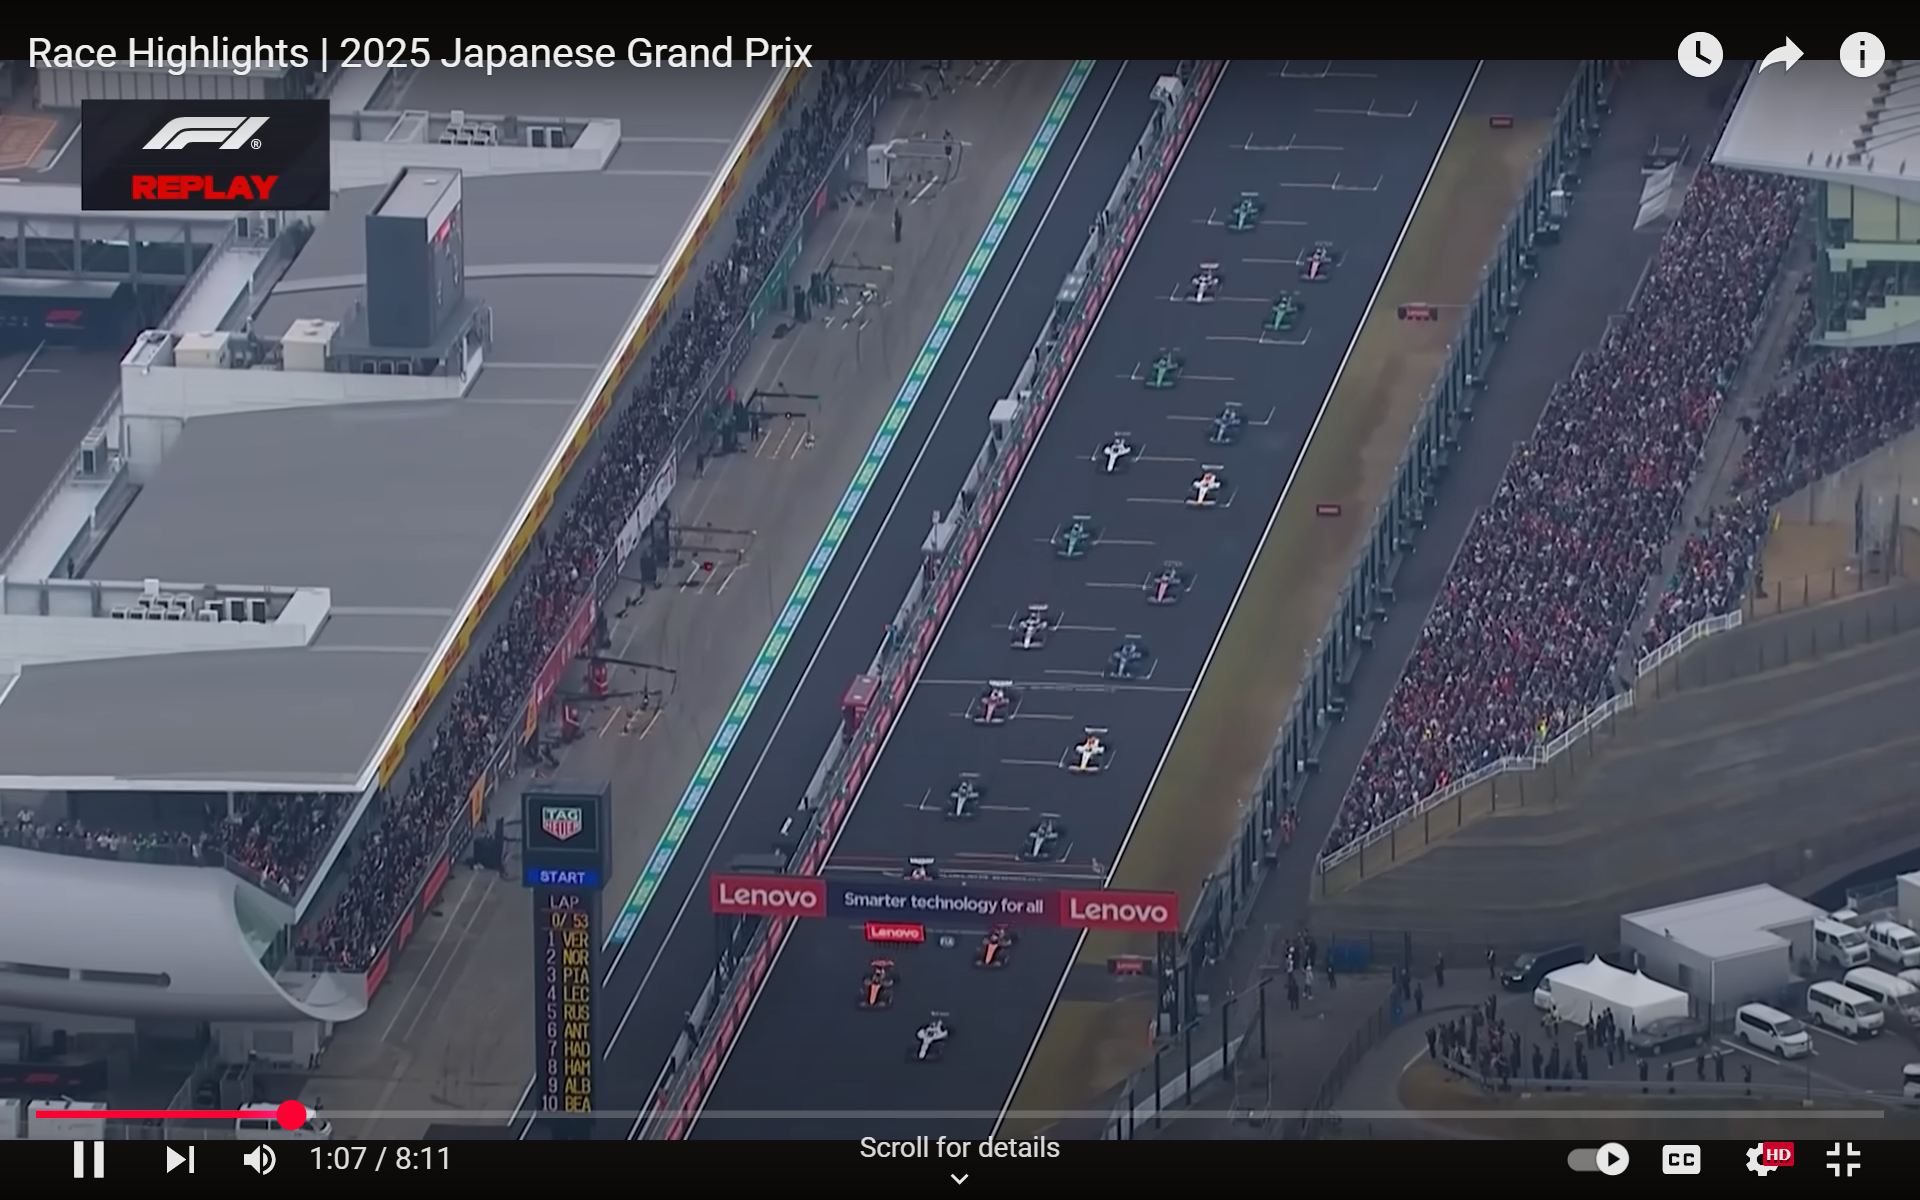 Race Highlights | 2025 Japanese Grand Prix
F1®
REPLAY
TAG
HEUER
START
LAP
0/53
1 VER
2 NOR
3 PIA
4 LEC
5 RUS
6 ANT
7 HAD
8 HAM
9 ALB
10 BEA
Lenovo Smarter technology for all Lenovo
Lenovo
FIA
1:07 / 8:11
Scroll for details
CC
HD